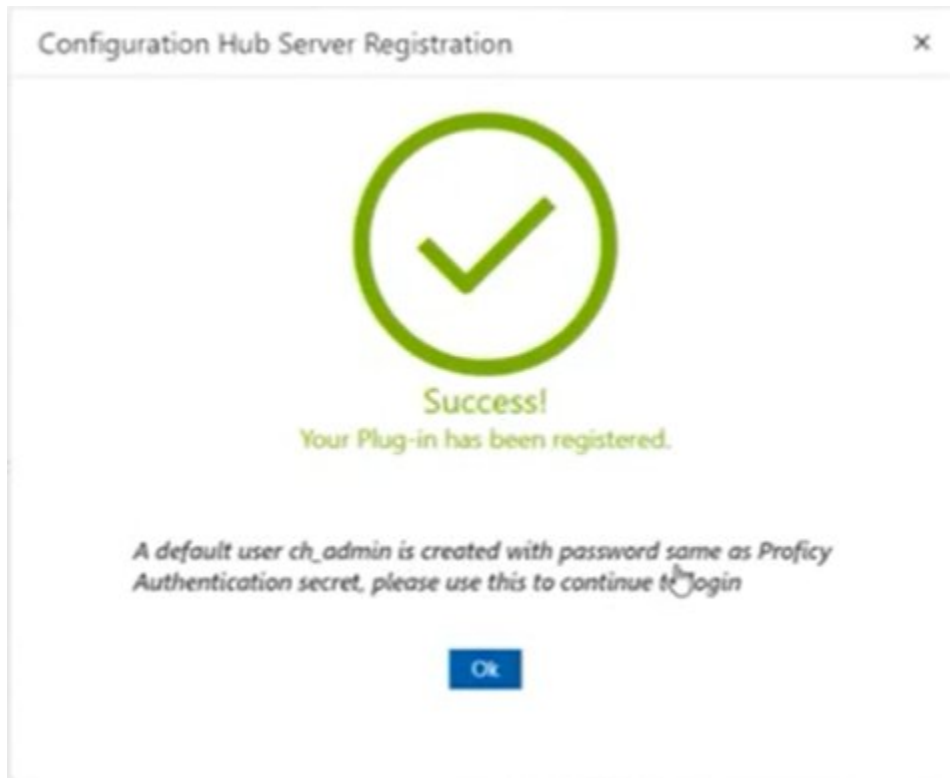 Configuration Hub Server Registration
Success!
Your Plug-in has been registered.
A default user ch_admin is created with password same as Proficy
Authentication secret, please use this to continue to login
Ok